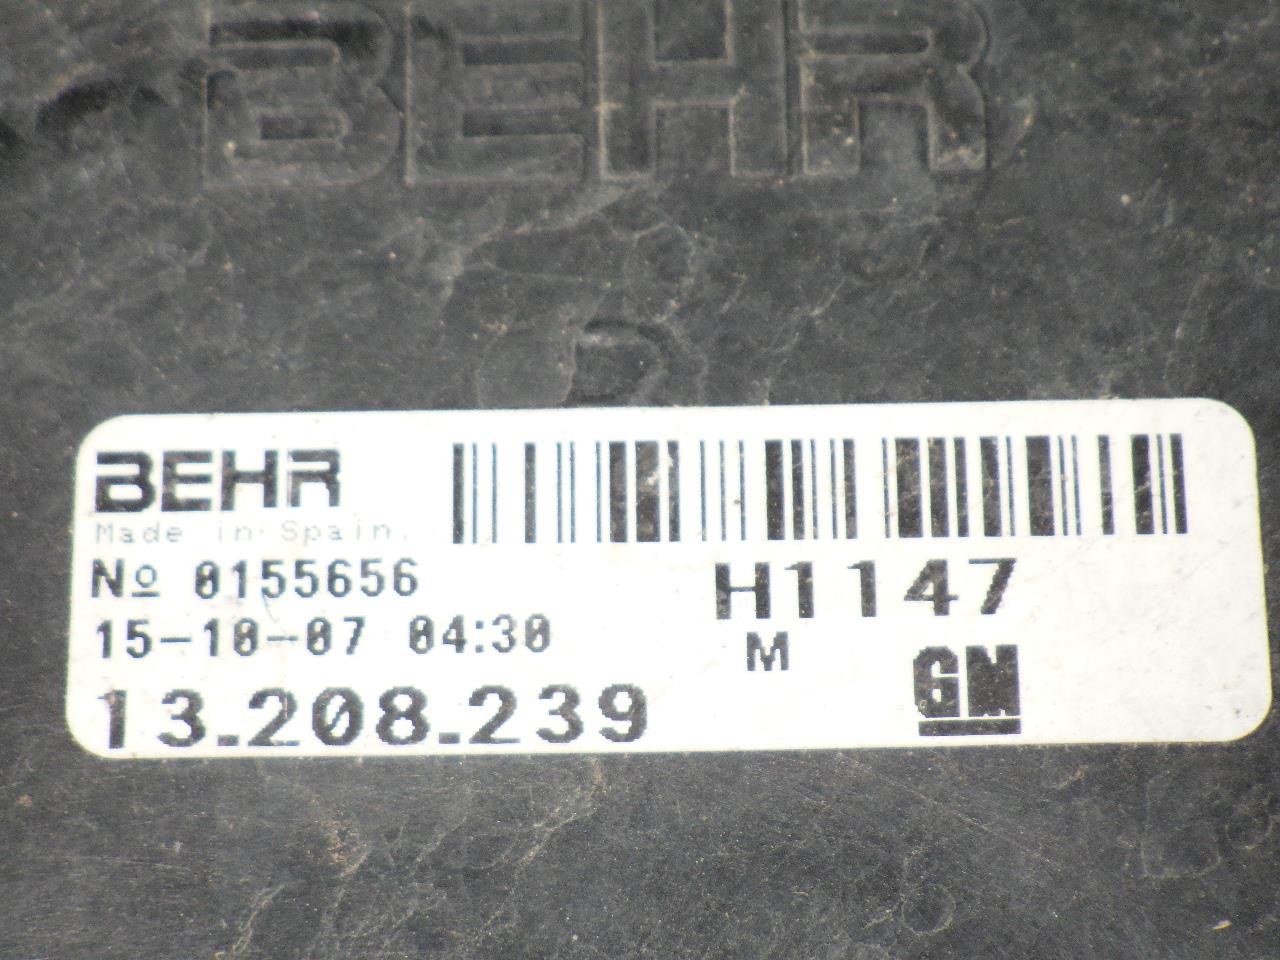 BEHR
BEHR
Made in Spain.
Nº 0155656
H1147
15-10-07 04:30
M
13.208.239
GM